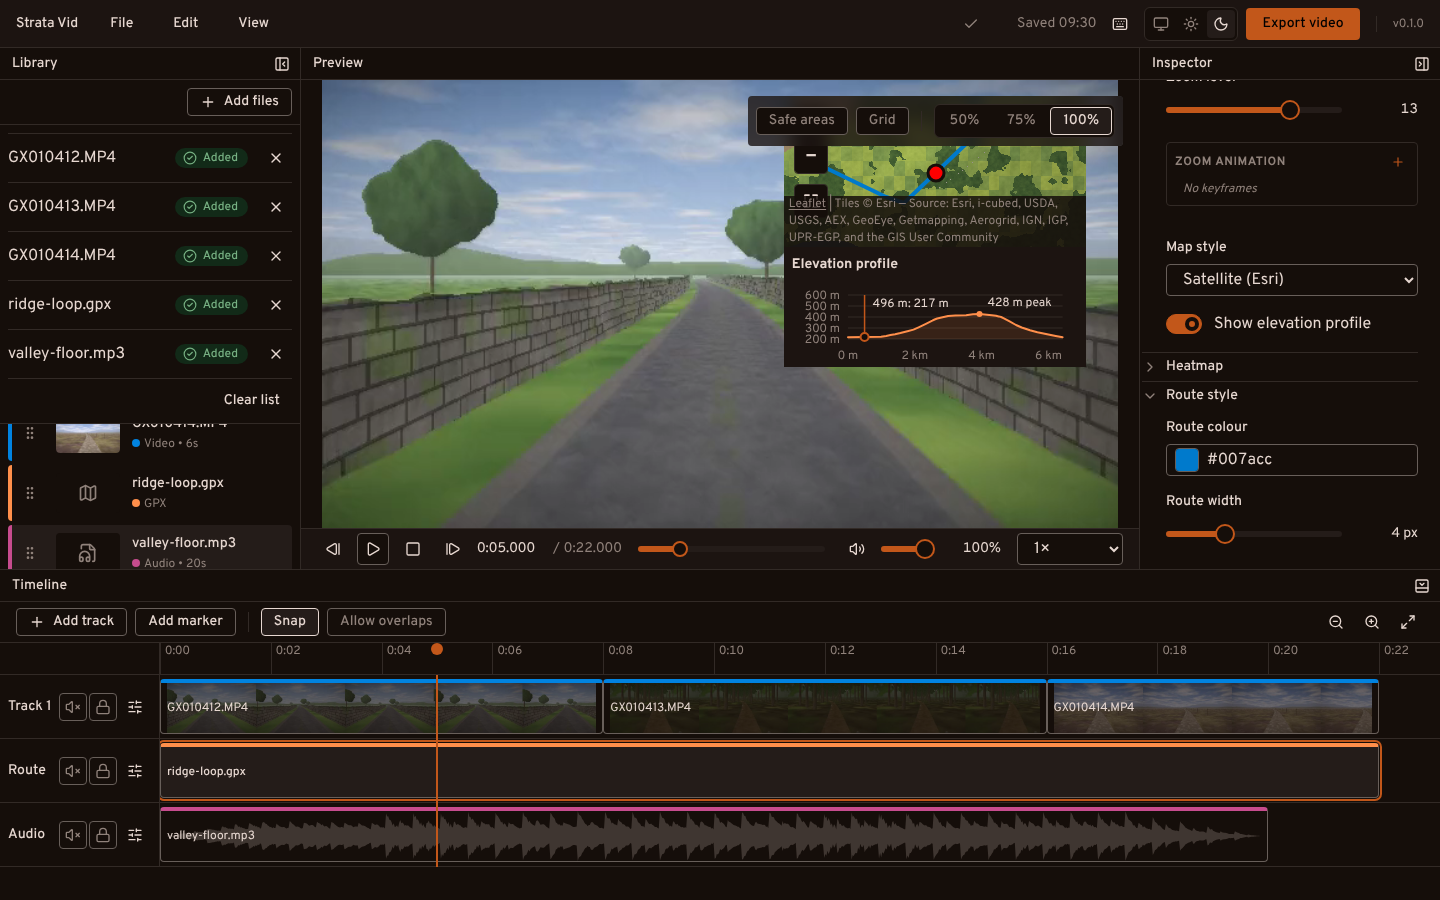 Strata Vid
File
Edit
View
Saved 09:30
Export video
v0.1.0
Library
Add files
GX010412.MP4
Added
GX010413.MP4
Added
GX010414.MP4
Added
ridge-loop.gpx
Added
valley-floor.mp3
Added
Clear list
GX010414.MP4
Video • 6s
ridge-loop.gpx
GPX
valley-floor.mp3
Audio • 20s
Preview
Safe areas
Grid
50%
75%
100%
Leaflet | Tiles © Esri — Source: Esri, i-cubed, USDA,
USGS, AEX, GeoEye, Getmapping, Aerogrid, IGN, IGP,
UPR-EGP, and the GIS User Community
Elevation profile
600 m
500 m
400 m
300 m
200 m
496 m: 217 m
428 m peak
0 m
2 km
4 km
6 km
0:05.000
/ 0:22.000
100%
1×
Inspector
Zoom level
13
ZOOM ANIMATION
No keyframes
Map style
Satellite (Esri)
Show elevation profile
Heatmap
Route style
Route colour
#007acc
Route width
4 px
Timeline
Add track
Add marker
Snap
Allow overlaps
0:00
0:02
0:04
0:06
0:08
0:10
0:12
0:14
0:16
0:18
0:20
0:22
Track 1
GX010412.MP4
GX010413.MP4
GX010414.MP4
Route
ridge-loop.gpx
Audio
valley-floor.mp3